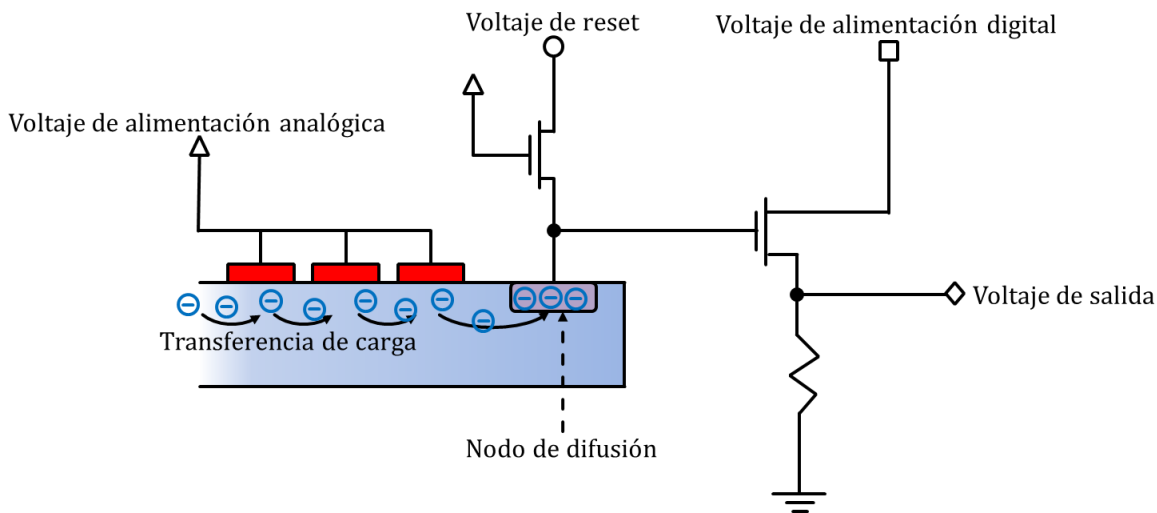 Voltaje de reset
Voltaje de alimentación digital
Voltaje de alimentación analógica
Voltaje de salida
Transferencia de carga
Nodo de difusión